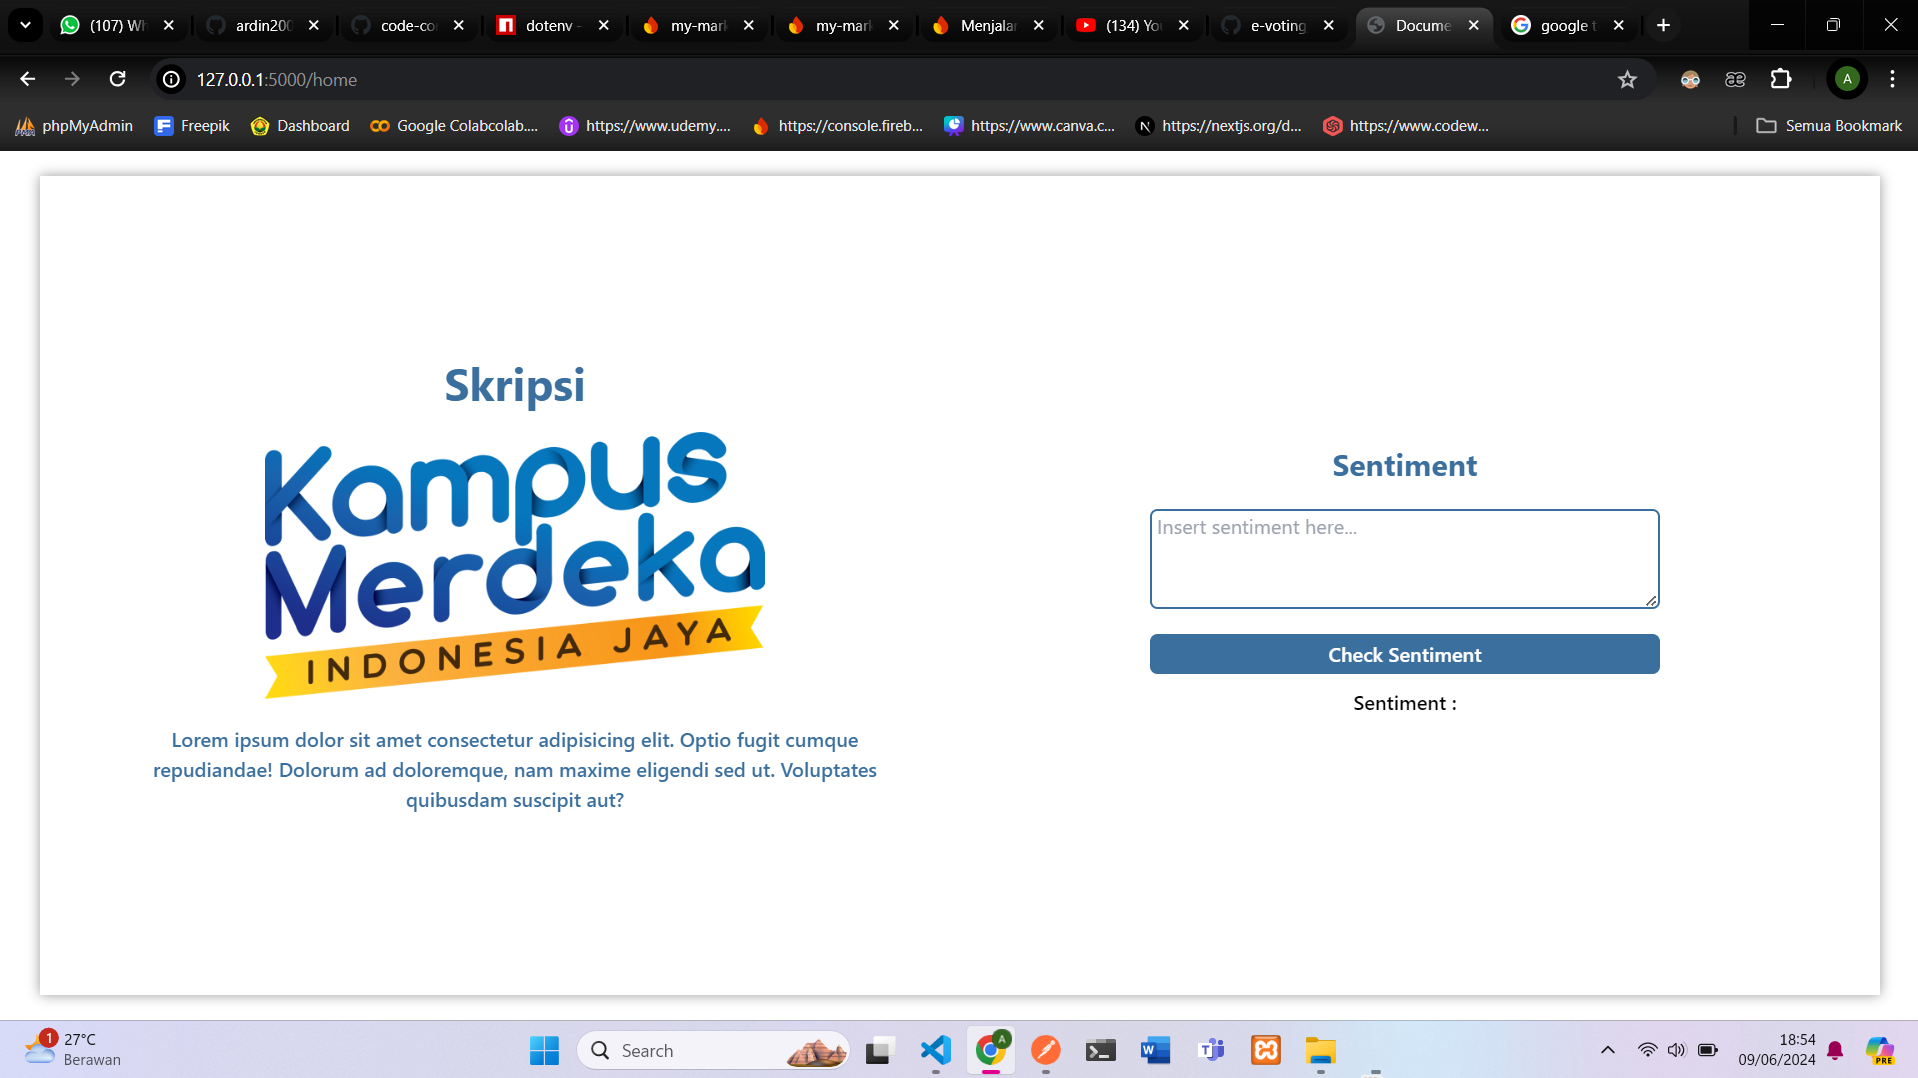 (107) Wh
ardin200
code-co
dotenv -
my-mark
my-mark
Menjalan
(134) Yo
e-voting
Docume
google t
127.0.0.1:5000/home
A
phpMyAdmin
Freepik
Dashboard
Google Colabcolab....
https://www.udemy....
https://console.fireb...
https://www.canva.c...
https://nextjs.org/d...
https://www.codew...
Semua Bookmark
Skripsi
Kampus
Merdeka
INDONESIA JAYA
Lorem ipsum dolor sit amet consectetur adipisicing elit. Optio fugit cumque
repudiandae! Dolorum ad doloremque, nam maxime eligendi sed ut. Voluptates
quibusdam suscipit aut?
Sentiment
Insert sentiment here...
Check Sentiment
Sentiment :
1
27°C
Berawan
Search
A
18:54
09/06/2024
PRE